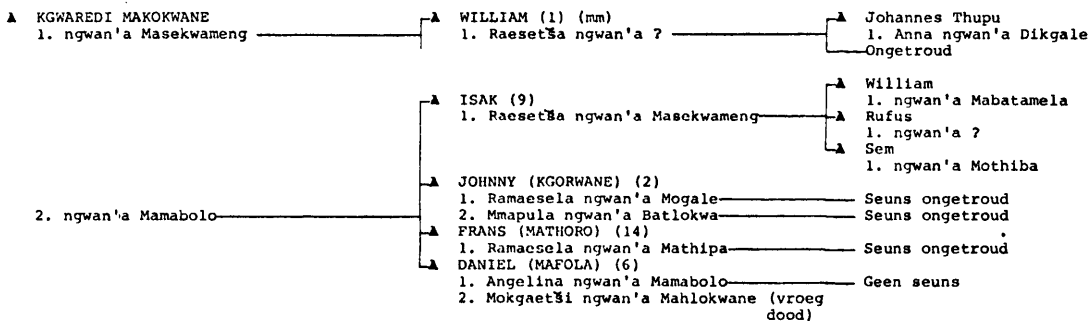 KGWAREDI MAKOKWANE
1. ngwan'a Masekwameng
WILLIAM (1) (mm)
1. Raesetša ngwan'a ?
Johannes Thupu
1. Anna ngwan'a Dikgale
Ongetroud
ISAK (9)
1. Raesetša ngwan'a Masekwameng
William
1. ngwan'a Mabatamela
Rufus
1. ngwan'a ?
Sem
1. ngwan'a Mothiba
2. ngwan'a Mamabolo
JOHNNY (KGORWANE) (2)
1. Ramaesela ngwan'a Mogale
Seuns ongetroud
2. Mmapula ngwan'a Batlokwa
Seuns ongetroud
FRANS (MATHORO) (14)
1. Ramaesela ngwan'a Mathipa
Seuns ongetroud
DANIEL (MAFOLA) (6)
1. Angelina ngwan'a Mamabolo
Geen seuns
2. Mokgaetši ngwan'a Mahlokwane (vroeg
dood)